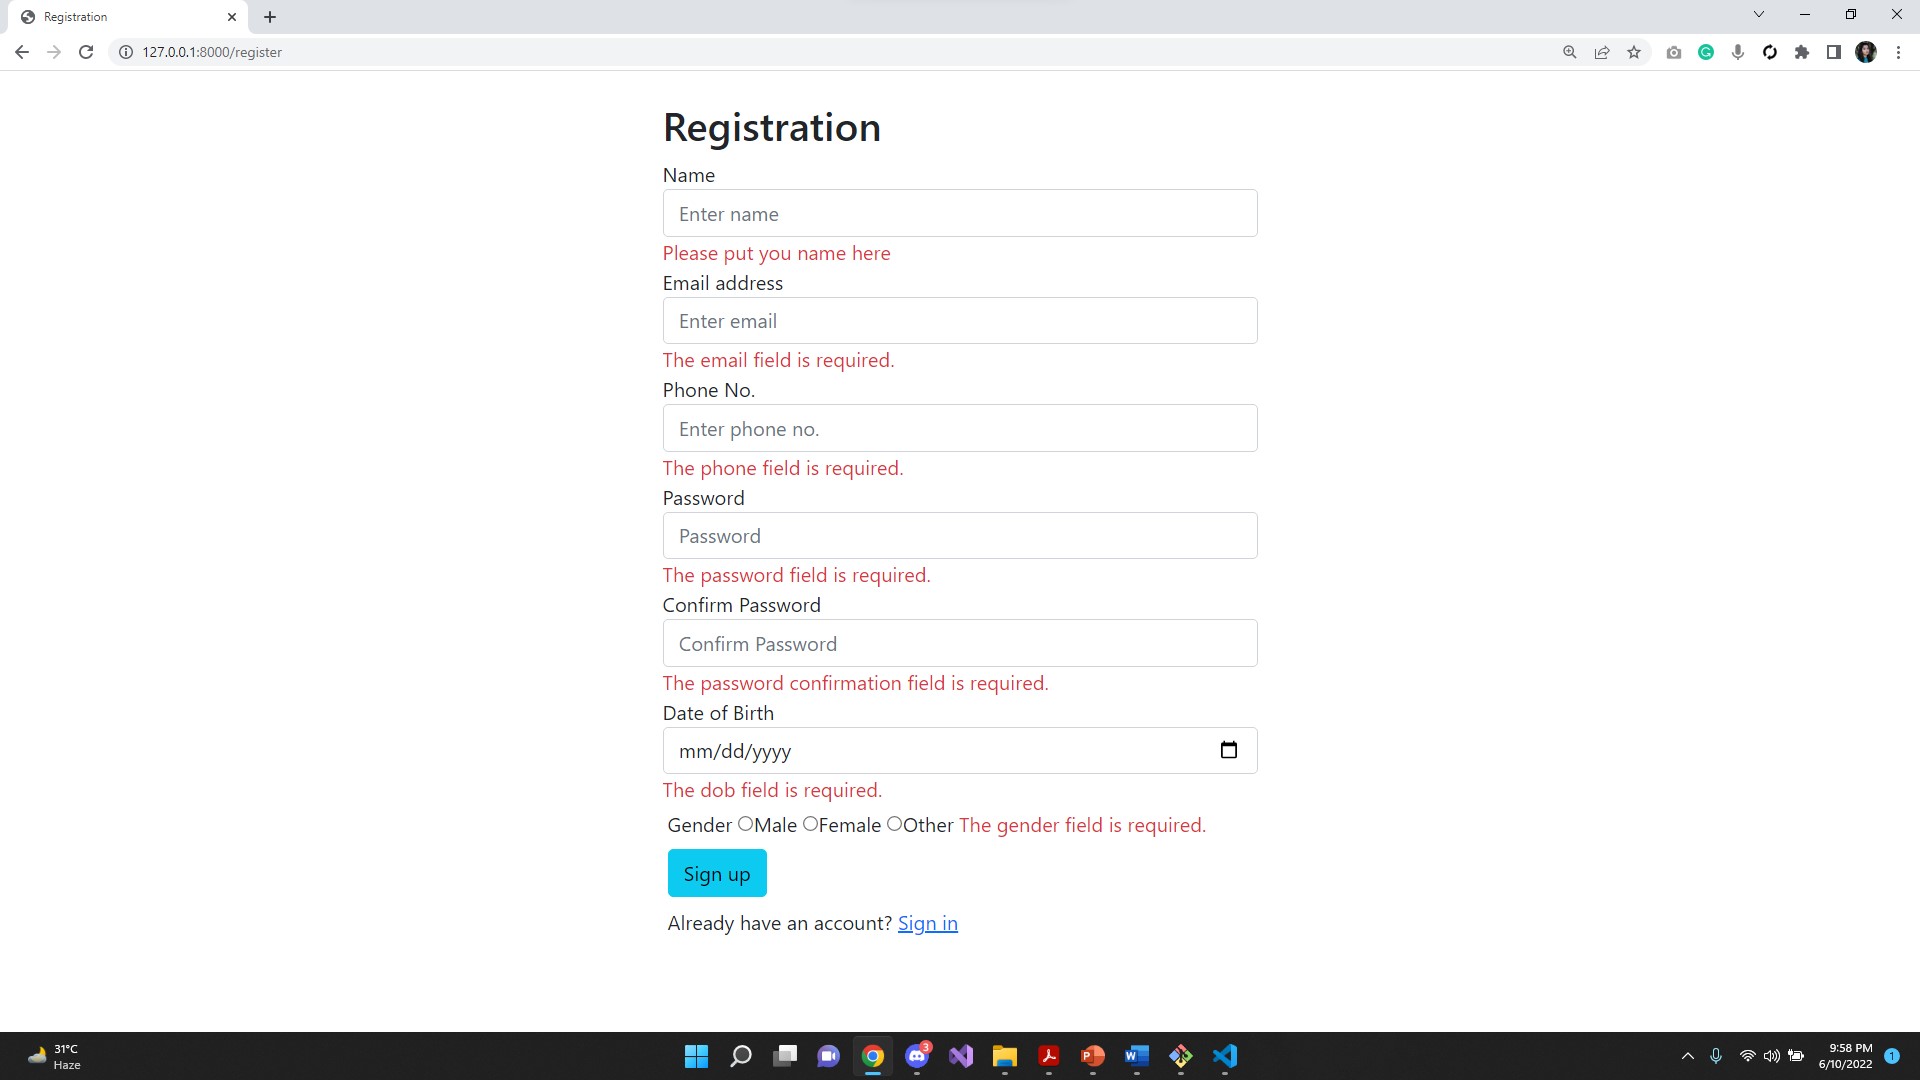 Registration
127.0.0.1:8000/register
Registration
Name
Enter name
Please put you name here
Email address
Enter email
The email field is required.
Phone No.
Enter phone no.
The phone field is required.
Password
Password
The password field is required.
Confirm Password
Confirm Password
The password confirmation field is required.
Date of Birth
mm/dd/yyyy
The dob field is required.
Gender Male Female Other The gender field is required.
Sign up
Already have an account? Sign in
31°C
Haze
3
9:58 PM
6/10/2022
1